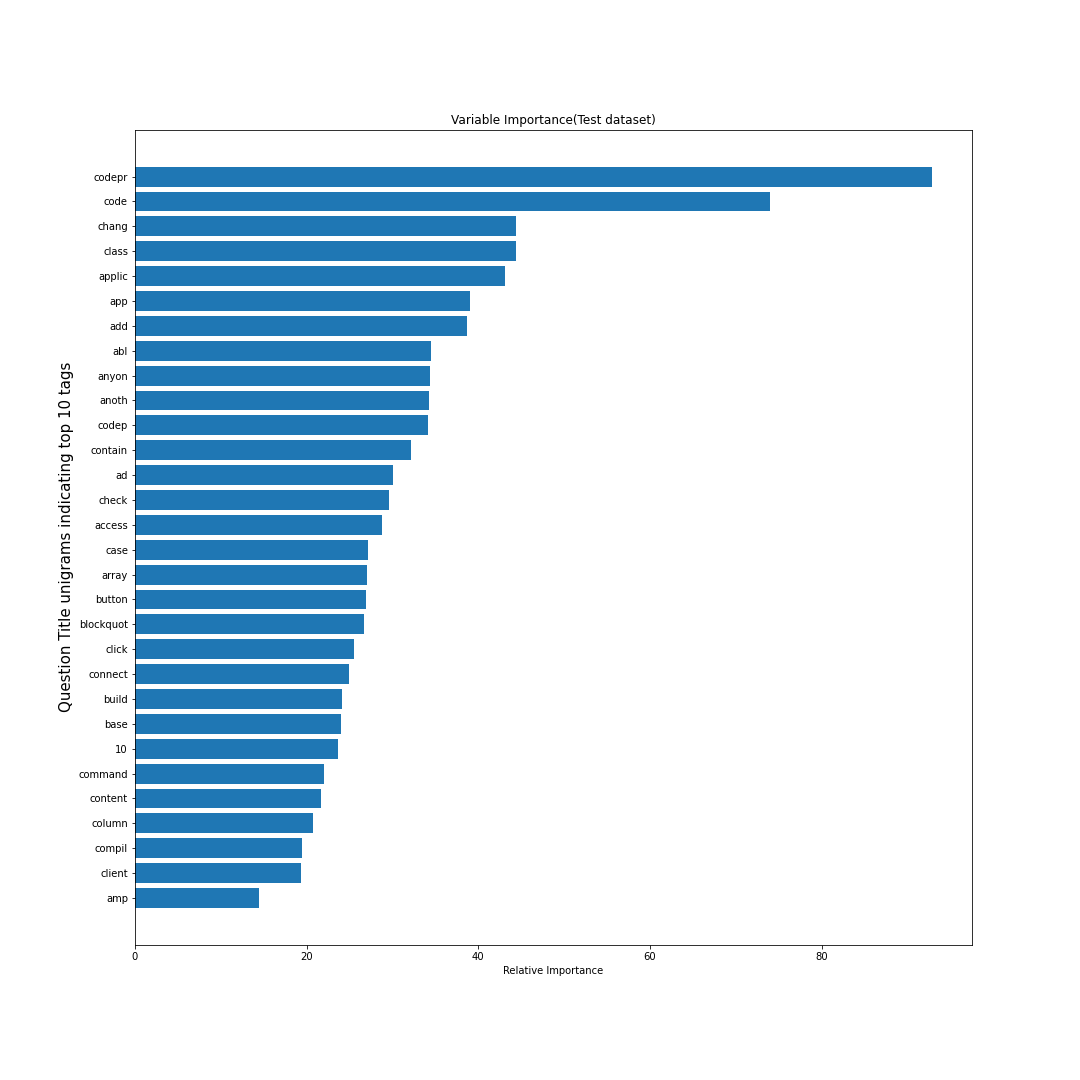 Variable Importance(Test dataset)
codepr
code
chang
class
applic
app
add
abl
anyon
anoth
codep
contain
ad
check
access
case
array
button
blockquot
click
connect
build
base
10
command
content
column
compil
client
amp
Question Title unigrams indicating top 10 tags
0 20 40 60 80
Relative Importance